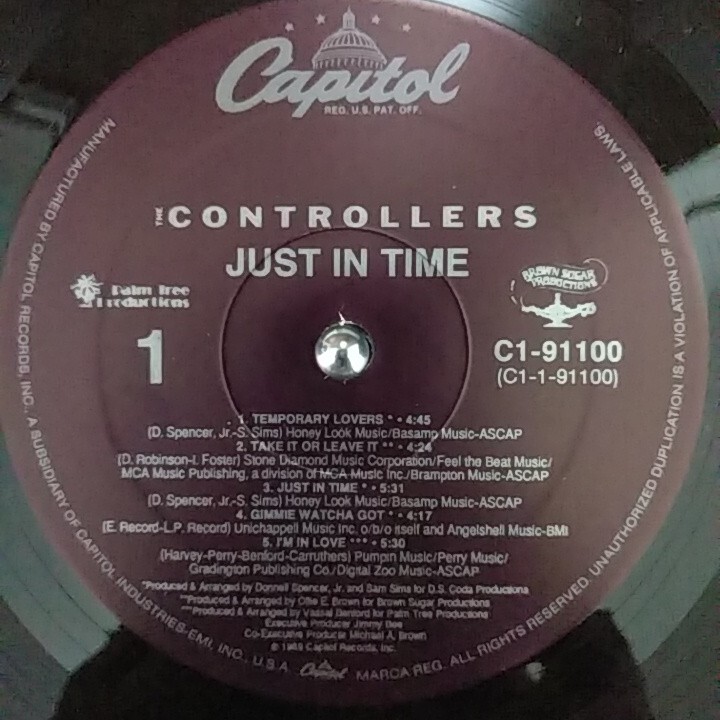 Capitol
REG. U.S. PAT. OFF.
THE CONTROLLERS
JUST IN TIME
Palm Tree
Productions
BROWN SUGAR
PRODUCTIONS
1
C1-91100
(C1-1-91100)
1. TEMPORARY LOVERS * • 4:45
(D. Spencer, Jr.-S. Sims) Honey Look Music/Basamp Music-ASCAP
2. TAKE IT OR LEAVE IT ** • 4:24
(D. Robinson-I. Foster) Stone Diamond Music Corporation/Feel the Beat Music/
MCA Music Publishing, a division of MCA Music Inc./Brampton Music-ASCAP
3. JUST IN TIME * • 5:31
(D. Spencer, Jr.-S. Sims) Honey Look Music/Basamp Music-ASCAP
4. GIMMIE WATCHA GOT * • 4:17
(E. Record-L.P. Record) Unichappell Music Inc. o/b/o itself and Angelshell Music-BMI
5. I'M IN LOVE *** • 5:30
(Harvey-Perry-Benford-Carruthers) Pumpin Music/Perry Music/
Gradington Publishing Co./Digital Zoo Music-ASCAP
*Produced & Arranged by Donnell Spencer, Jr. and Sam Sims for D.S. Coda Productions
**Produced & Arranged by Ollie E. Brown for Brown Sugar Productions
***Produced & Arranged by Vassal Benford for Palm Tree Productions
Executive Producer Jimmy Bee
Co-Executive Producer Michael A. Brown
© 1989 Capitol Records, Inc.
MANUFACTURED BY CAPITOL RECORDS, INC., A SUBSIDIARY OF CAPITOL INDUSTRIES-EMI, INC., U.S.A. Capitol MARCA REG. ALL RIGHTS RESERVED. UNAUTHORIZED DUPLICATION IS A VIOLATION OF APPLICABLE LAWS.